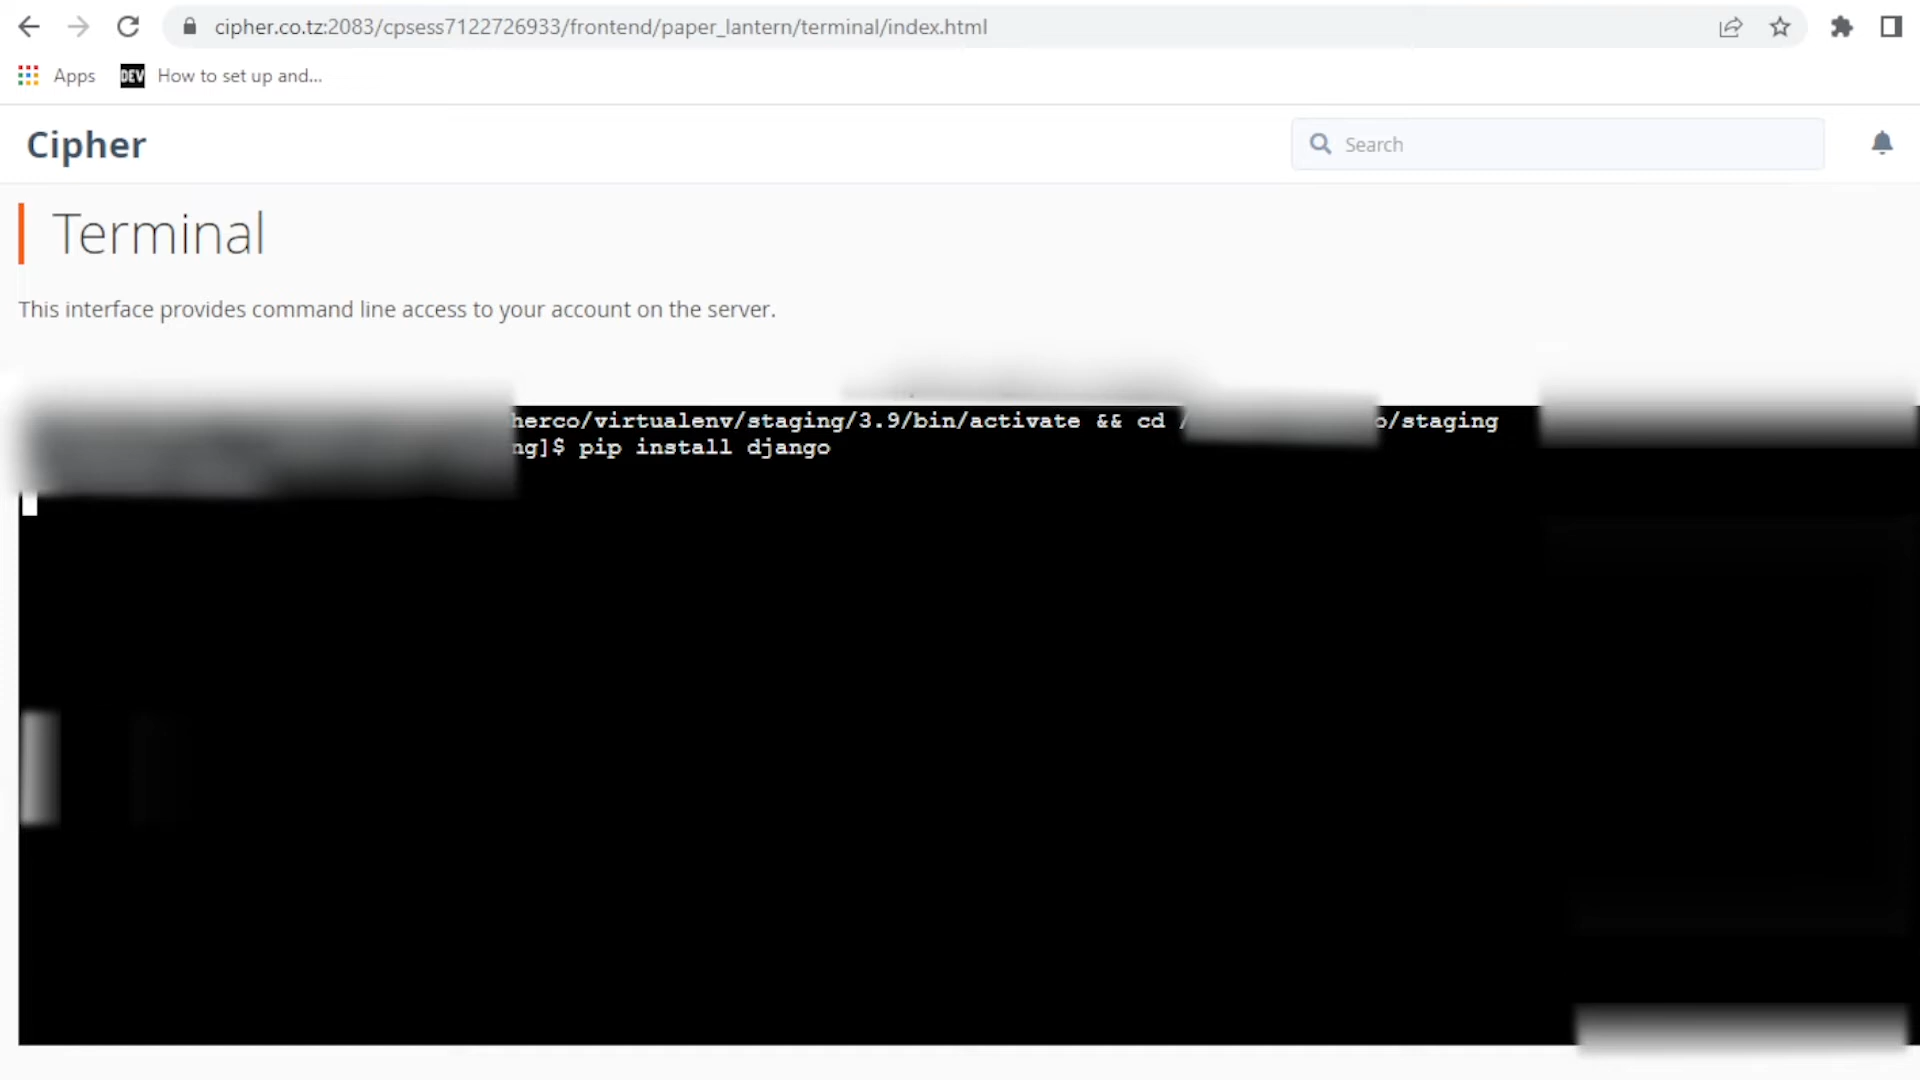 cipher.co.tz:2083/cpsess7122726933/frontend/paper_lantern/terminal/index.html
Apps DEV How to set up and...
Cipher Search
Terminal
This interface provides command line access to your account on the server.
herco/virtualenv/staging/3.9/bin/activate && cd / o/staging
ng]$ pip install django